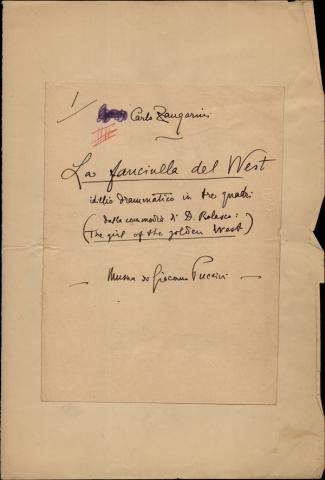 1/
Carlo Zangarini
La fanciulla del West
idillio drammatico in tre quadri
dalla commedia di D. Belasco:
(The girl of the golden West)
— Musica di Giacomo Puccini —